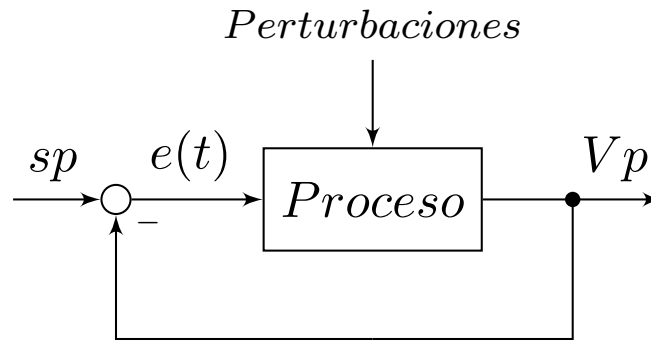 Perturbaciones
sp
e(t)
Proceso
Vp
−